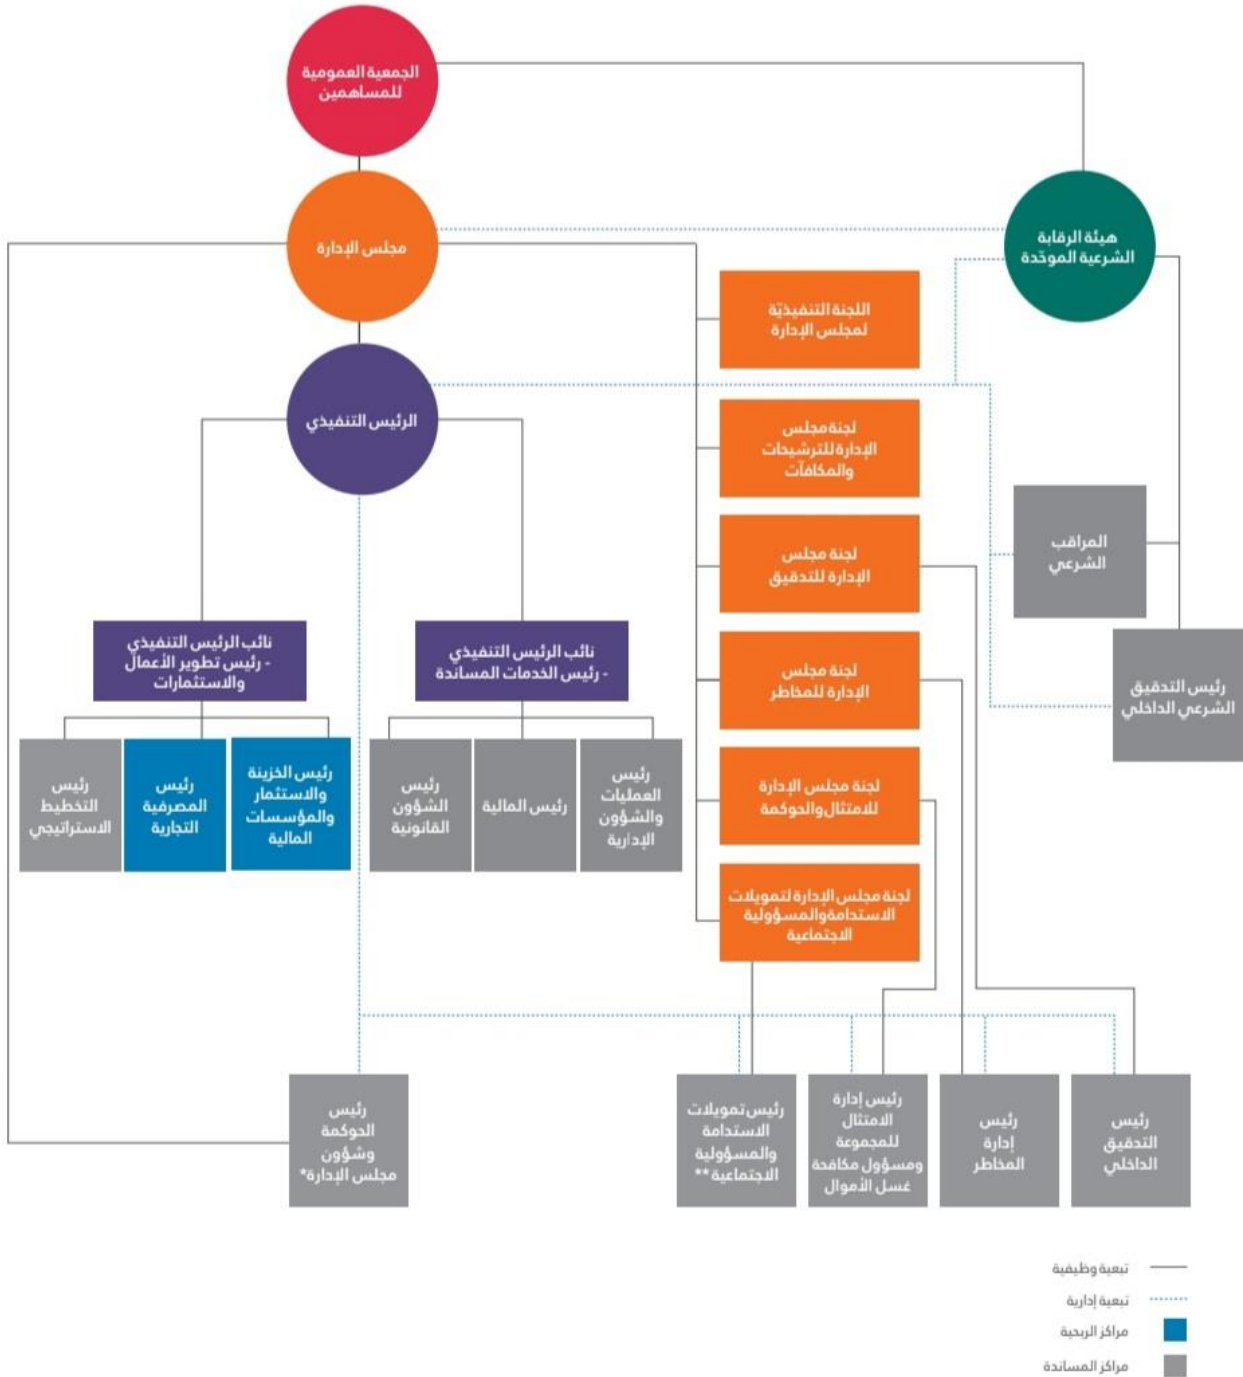 الجمعية العمومية
للمساهمين
هيئة الرقابة
الشرعية الموحّدة
مجلس الإدارة
اللجنة التنفيذيّة
لمجلس الإدارة
الرئيس التنفيذي
لجنة مجلس
الإدارة للترشيحات
والمكافآت
المراقب
الشرعي
لجنة مجلس
الإدارة للتدقيق
رئيس التدقيق
الشرعي الداخلي
لجنة مجلس
الإدارة للمخاطر
نائب الرئيس التنفيذي
- رئيس الخدمات المساندة
نائب الرئيس التنفيذي
- رئيس تطوير الأعمال
والاستثمارات
لجنة مجلس الإدارة
للامتثال والحوكمة
رئيس
العمليات
والشؤون
الإدارية
رئيس المالية
رئيس
الشؤون
القانونية
رئيس الخزينة
والاستثمار
والمؤسسات
المالية
رئيس
المصرفية
التجارية
رئيس
التخطيط
الاستراتيجي
لجنة مجلس الإدارة لتمويلات
الاستدامة والمسؤولية
الاجتماعية
رئيس
التدقيق
الداخلي
رئيس
إدارة
المخاطر
رئيس إدارة
الامتثال
للمجموعة
ومسؤول مكافحة
غسل الأموال
رئيس تمويلات
الاستدامة
والمسؤولية
الاجتماعية**
رئيس
الحوكمة
وشؤون
مجلس الإدارة*
تبعية وظيفية
تبعية إدارية
مراكز الربحية
مراكز المساندة